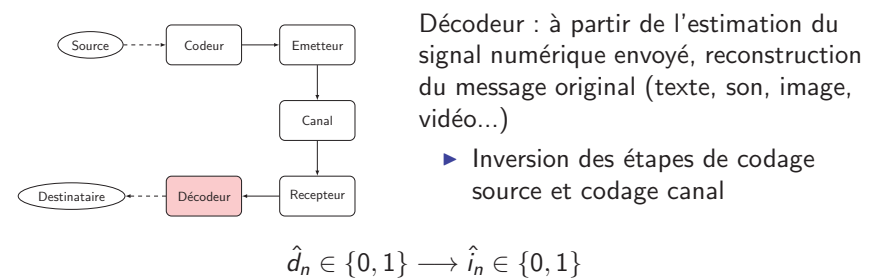 Source
Codeur
Emetteur
Canal
Destinataire
Décodeur
Recepteur
Décodeur : à partir de l'estimation du
signal numérique envoyé, reconstruction
du message original (texte, son, image,
vidéo...)
► Inversion des étapes de codage
source et codage canal
d̂ₙ ∈ {0, 1} ⟶ îₙ ∈ {0, 1}